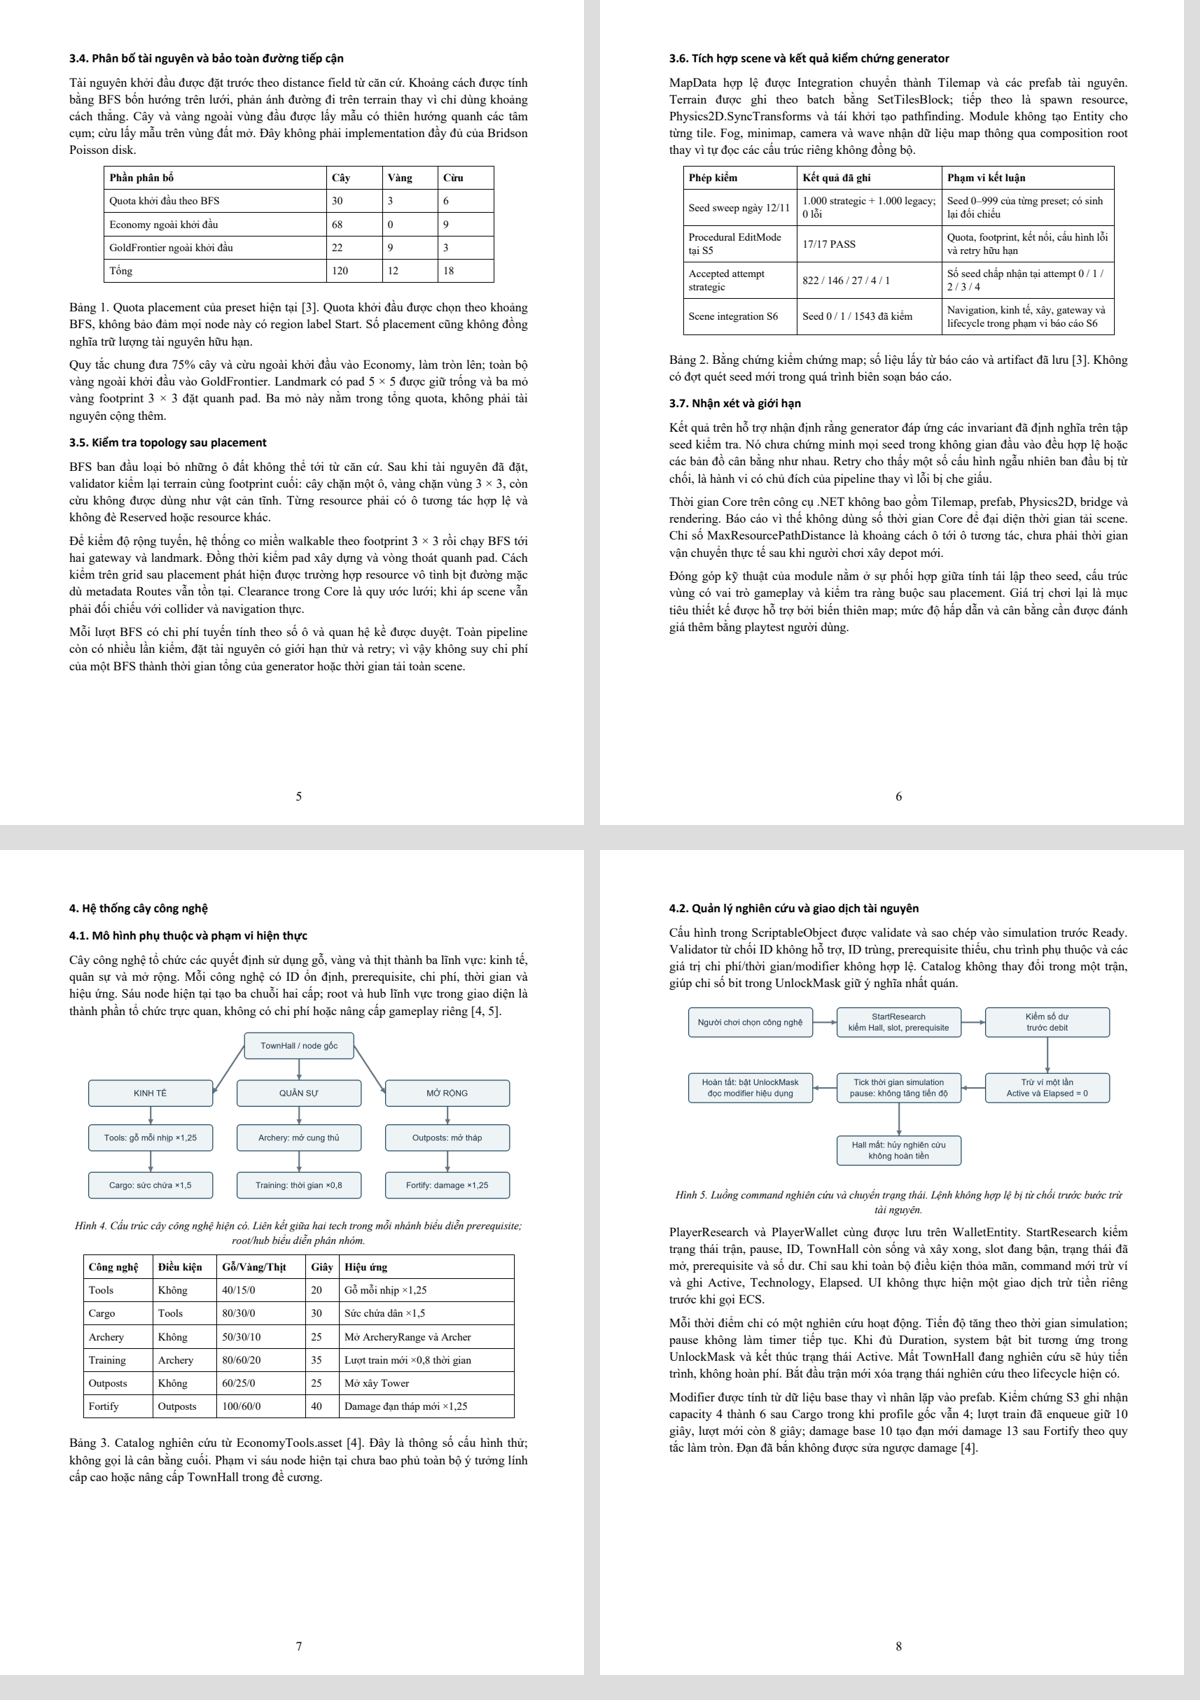 3.4. Phân bố tài nguyên và bảo toàn đường tiếp cận
Tài nguyên khởi đầu được đặt trước theo distance field từ căn cứ. Khoảng cách được tính
bằng BFS bốn hướng trên lưới, phản ánh đường đi trên terrain thay vì chỉ dùng khoảng
cách thẳng. Cây và vàng ngoài vùng đầu được lấy mẫu có thiên hướng quanh các tâm
cụm; cừu lấy mẫu trên vùng đất mở. Đây không phải implementation đầy đủ của Bridson
Poisson disk.
Phần phân bổ Cây Vàng Cừu
Quota khởi đầu theo BFS 30 3 6
Economy ngoài khởi đầu 68 0 9
GoldFrontier ngoài khởi đầu 22 9 3
Tổng 120 12 18
Bảng 1. Quota placement của preset hiện tại [3]. Quota khởi đầu được chọn theo khoảng
BFS, không bảo đảm mọi node này có region label Start. Số placement cũng không đồng
nghĩa trữ lượng tài nguyên hữu hạn.
Quy tắc chung đưa 75% cây và cừu ngoài khởi đầu vào Economy, làm tròn lên; toàn bộ
vàng ngoài khởi đầu vào GoldFrontier. Landmark có pad 5 × 5 được giữ trống và ba mỏ
vàng footprint 3 × 3 đặt quanh pad. Ba mỏ này nằm trong tổng quota, không phải tài
nguyên cộng thêm.
3.5. Kiểm tra topology sau placement
BFS ban đầu loại bỏ những ô đất không thể tới từ căn cứ. Sau khi tài nguyên đã đặt,
validator kiểm lại terrain cùng footprint cuối: cây chặn một ô, vàng chặn vùng 3 × 3, còn
cừu không được dùng như vật cản tĩnh. Từng resource phải có ô tương tác hợp lệ và
không đè Reserved hoặc resource khác.
Để kiểm độ rộng tuyến, hệ thống co miền walkable theo footprint 3 × 3 rồi chạy BFS tới
hai gateway và landmark. Đồng thời kiểm pad xây dựng và vòng thoát quanh pad. Cách
kiểm trên grid sau placement phát hiện được trường hợp resource vô tình bịt đường mặc
dù metadata Routes vẫn tồn tại. Clearance trong Core là quy ước lưới; khi áp scene vẫn
phải đối chiếu với collider và navigation thực.
Mỗi lượt BFS có chi phí tuyến tính theo số ô và quan hệ kề được duyệt. Toàn pipeline
còn có nhiều lần kiểm, đặt tài nguyên có giới hạn thử và retry; vì vậy không suy chi phí
của một BFS thành thời gian tổng của generator hoặc thời gian tải toàn scene.
5
3.6. Tích hợp scene và kết quả kiểm chứng generator
MapData hợp lệ được Integration chuyển thành Tilemap và các prefab tài nguyên.
Terrain được ghi theo batch bằng SetTilesBlock; tiếp theo là spawn resource,
Physics2D.SyncTransforms và tái khởi tạo pathfinding. Module không tạo Entity cho
từng tile. Fog, minimap, camera và wave nhận dữ liệu map thông qua composition root
thay vì tự đọc các cấu trúc riêng không đồng bộ.
Phép kiểm Kết quả đã ghi Phạm vi kết luận
Seed sweep ngày 12/11 1.000 strategic + 1.000 legacy; 0 lỗi Seed 0–999 của từng preset; có sinh lại đối chiếu
Procedural EditMode tại S5 17/17 PASS Quota, footprint, kết nối, cấu hình lỗi và retry hữu hạn
Accepted attempt strategic 822 / 146 / 27 / 4 / 1 Số seed chấp nhận tại attempt 0 / 1 / 2 / 3 / 4
Scene integration S6 Seed 0 / 1 / 1543 đã kiểm Navigation, kinh tế, xây, gateway và lifecycle trong phạm vi báo cáo S6
Bảng 2. Bằng chứng kiểm chứng map; số liệu lấy từ báo cáo và artifact đã lưu [3]. Không
có đợt quét seed mới trong quá trình biên soạn báo cáo.
3.7. Nhận xét và giới hạn
Kết quả trên hỗ trợ nhận định rằng generator đáp ứng các invariant đã định nghĩa trên tập
seed kiểm tra. Nó chưa chứng minh mọi seed trong không gian đầu vào đều hợp lệ hoặc
các bản đồ cân bằng như nhau. Retry cho thấy một số cấu hình ngẫu nhiên ban đầu bị từ
chối, là hành vi có chủ đích của pipeline thay vì lỗi bị che giấu.
Thời gian Core trên công cụ .NET không bao gồm Tilemap, prefab, Physics2D, bridge và
rendering. Báo cáo vì thế không dùng số thời gian Core để đại diện thời gian tải scene.
Chỉ số MaxResourcePathDistance là khoảng cách ô tới ô tương tác, chưa phải thời gian
vận chuyển thực tế sau khi người chơi xây depot mới.
Đóng góp kỹ thuật của module nằm ở sự phối hợp giữa tính tái lập theo seed, cấu trúc
vùng có vai trò gameplay và kiểm tra ràng buộc sau placement. Giá trị chơi lại là mục
tiêu thiết kế được hỗ trợ bởi biến thiên map; mức độ hấp dẫn và cân bằng cần được đánh
giá thêm bằng playtest người dùng.
6
4. Hệ thống cây công nghệ
4.1. Mô hình phụ thuộc và phạm vi hiện thực
Cây công nghệ tổ chức các quyết định sử dụng gỗ, vàng và thịt thành ba lĩnh vực: kinh tế,
quân sự và mở rộng. Mỗi công nghệ có ID ổn định, prerequisite, chi phí, thời gian và
hiệu ứng. Sáu node hiện tại tạo ba chuỗi hai cấp; root và hub lĩnh vực trong giao diện là
thành phần tổ chức trực quan, không có chi phí hoặc nâng cấp gameplay riêng [4, 5].
TownHall / node gốc
KINH TẾ QUÂN SỰ MỞ RỘNG
Tools: gỗ mỗi nhịp ×1,25 Archery: mở cung thủ Outposts: mở tháp
Cargo: sức chứa ×1,5 Training: thời gian ×0,8 Fortify: damage ×1,25
Hình 4. Cấu trúc cây công nghệ hiện có. Liên kết giữa hai tech trong mỗi nhánh biểu diễn prerequisite;
root/hub biểu diễn phân nhóm.
Công nghệ Điều kiện Gỗ/Vàng/Thịt Giây Hiệu ứng
Tools Không 40/15/0 20 Gỗ mỗi nhịp ×1,25
Cargo Tools 80/30/0 30 Sức chứa dân ×1,5
Archery Không 50/30/10 25 Mở ArcheryRange và Archer
Training Archery 80/60/20 35 Lượt train mới ×0,8 thời gian
Outposts Không 60/25/0 25 Mở xây Tower
Fortify Outposts 100/60/0 40 Damage đạn tháp mới ×1,25
Bảng 3. Catalog nghiên cứu từ EconomyTools.asset [4]. Đây là thông số cấu hình thử;
không gọi là cân bằng cuối. Phạm vi sáu node hiện tại chưa bao phủ toàn bộ ý tưởng lính
cấp cao hoặc nâng cấp TownHall trong đề cương.
7
4.2. Quản lý nghiên cứu và giao dịch tài nguyên
Cấu hình trong ScriptableObject được validate và sao chép vào simulation trước Ready.
Validator từ chối ID không hỗ trợ, ID trùng, prerequisite thiếu, chu trình phụ thuộc và các
giá trị chi phí/thời gian/modifier không hợp lệ. Catalog không thay đổi trong một trận,
giúp chỉ số bit trong UnlockMask giữ ý nghĩa nhất quán.
Người chơi chọn công nghệ
StartResearch
kiểm Hall, slot, prerequisite
Kiểm số dư
trước debit
Hoàn tất: bật UnlockMask
đọc modifier hiệu dụng
Tick thời gian simulation
pause: không tăng tiến độ
Trừ ví một lần
Active và Elapsed = 0
Hall mất: hủy nghiên cứu
không hoàn tiền
Hình 5. Luồng command nghiên cứu và chuyển trạng thái. Lệnh không hợp lệ bị từ chối trước bước trừ
tài nguyên.
PlayerResearch và PlayerWallet cùng được lưu trên WalletEntity. StartResearch kiểm
trạng thái trận, pause, ID, TownHall còn sống và xây xong, slot đang bận, trạng thái đã
mở, prerequisite và số dư. Chỉ sau khi toàn bộ điều kiện thỏa mãn, command mới trừ ví
và ghi Active, Technology, Elapsed. UI không thực hiện một giao dịch trừ tiền riêng
trước khi gọi ECS.
Mỗi thời điểm chỉ có một nghiên cứu hoạt động. Tiến độ tăng theo thời gian simulation;
pause không làm timer tiếp tục. Khi đủ Duration, system bật bit tương ứng trong
UnlockMask và kết thúc trạng thái Active. Mất TownHall đang nghiên cứu sẽ hủy tiến
trình, không hoàn phí. Bắt đầu trận mới xóa trạng thái nghiên cứu theo lifecycle hiện có.
Modifier được tính từ dữ liệu base thay vì nhân lặp vào prefab. Kiểm chứng S3 ghi nhận
capacity 4 thành 6 sau Cargo trong khi profile gốc vẫn 4; lượt train đã enqueue giữ 10
giây, lượt mới còn 8 giây; damage base 10 tạo đạn mới damage 13 sau Fortify theo quy
tắc làm tròn. Đạn đã bắn không được sửa ngược damage [4].
8